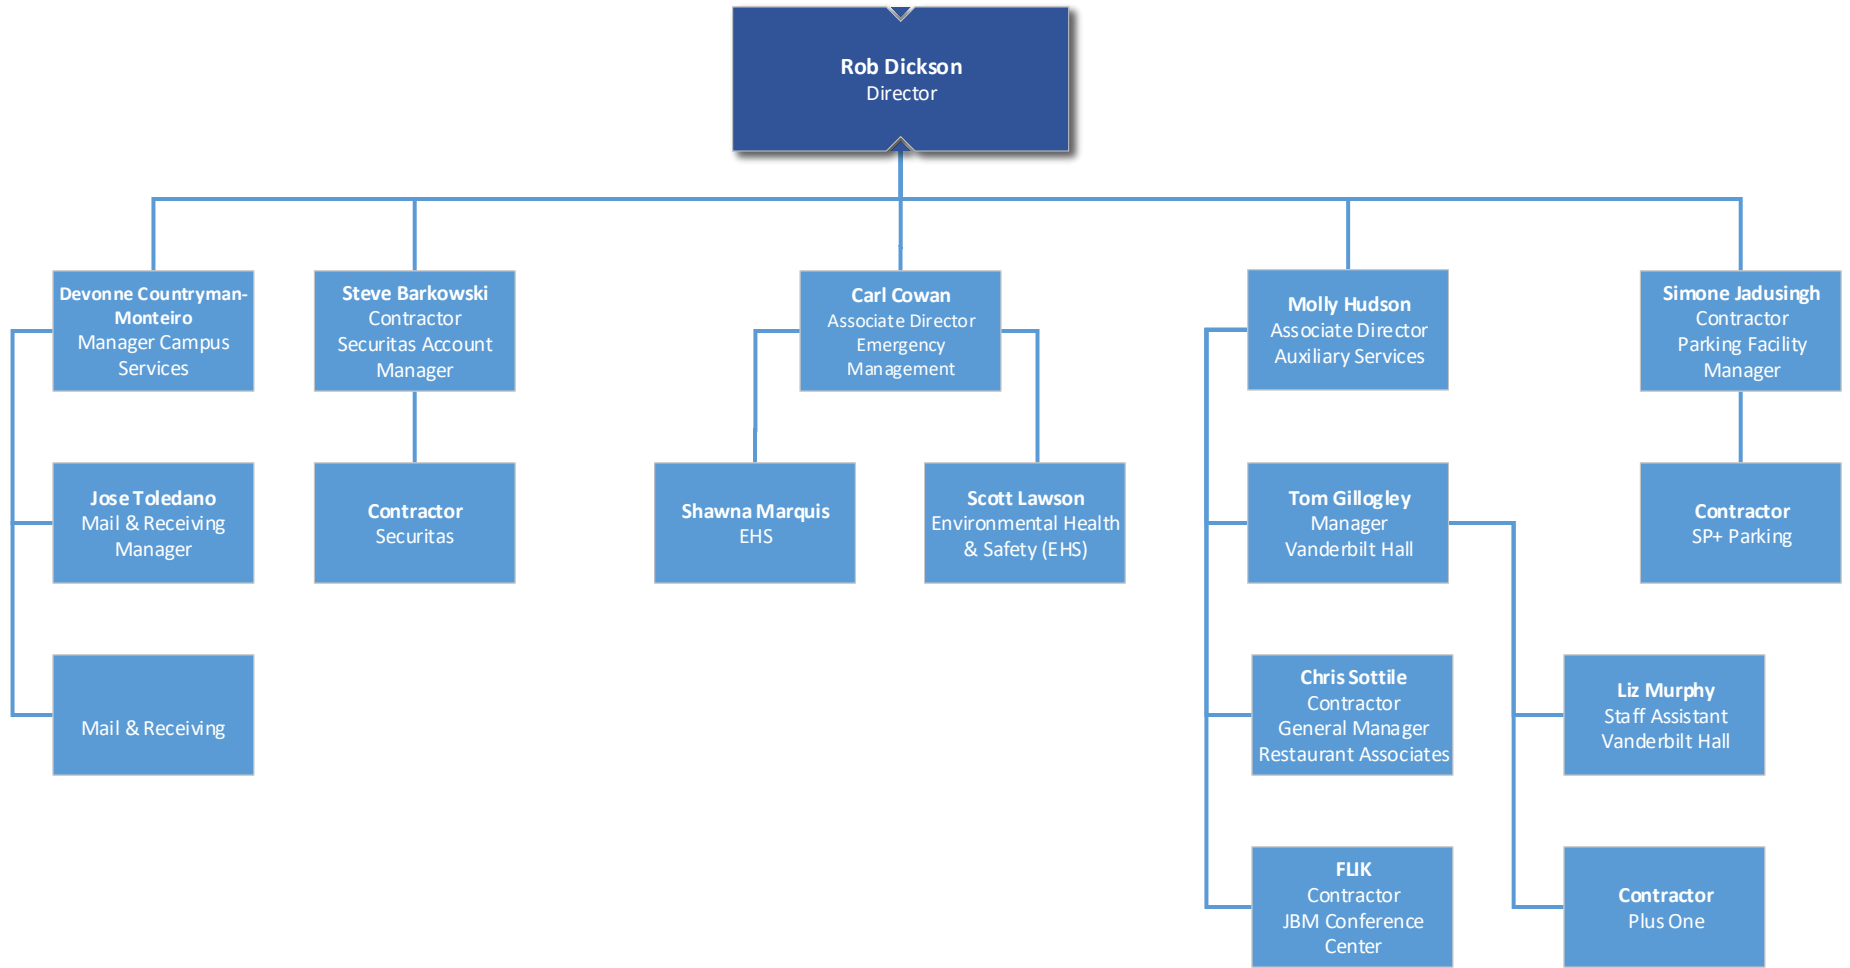 Rob Dickson
Director
Devonne Countryman-
Monteiro
Manager Campus
Services
Steve Barkowski
Contractor
Securitas Account
Manager
Carl Cowan
Associate Director
Emergency
Management
Molly Hudson
Associate Director
Auxiliary Services
Simone Jadusingh
Contractor
Parking Facility
Manager
Jose Toledano
Mail & Receiving
Manager
Contractor
Securitas
Shawna Marquis
EHS
Scott Lawson
Environmental Health
& Safety (EHS)
Tom Gillogley
Manager
Vanderbilt Hall
Contractor
SP+ Parking
Mail & Receiving
Chris Sottile
Contractor
General Manager
Restaurant Associates
Liz Murphy
Staff Assistant
Vanderbilt Hall
FLIK
Contractor
JBM Conference
Center
Contractor
Plus One